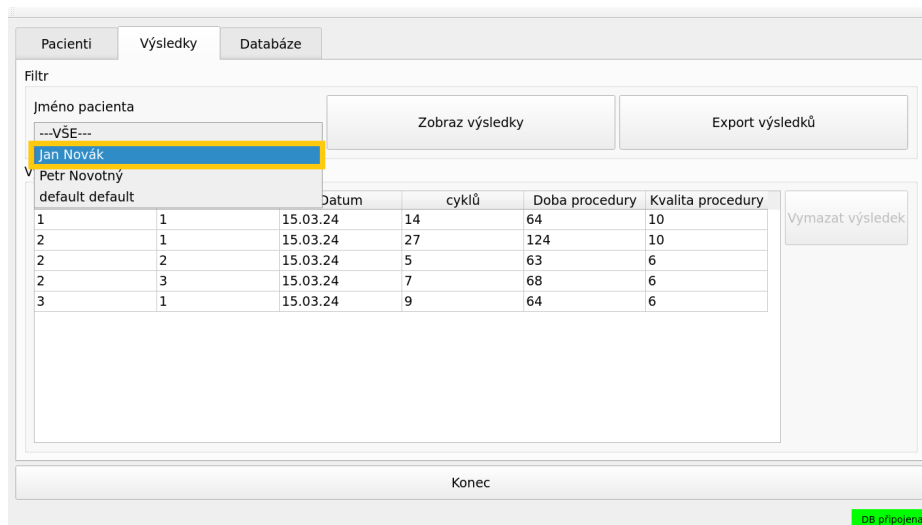 Pacienti Výsledky Databáze
Filtr
Jméno pacienta
---VŠE---
Jan Novák
Petr Novotný
default default
Zobraz výsledky
Export výsledků
V
Datum cyklů Doba procedury Kvalita procedury
1 1 15.03.24 14 64 10
2 1 15.03.24 27 124 10
2 2 15.03.24 5 63 6
2 3 15.03.24 7 68 6
3 1 15.03.24 9 64 6
Vymazat výsledek
Konec
DB připojena